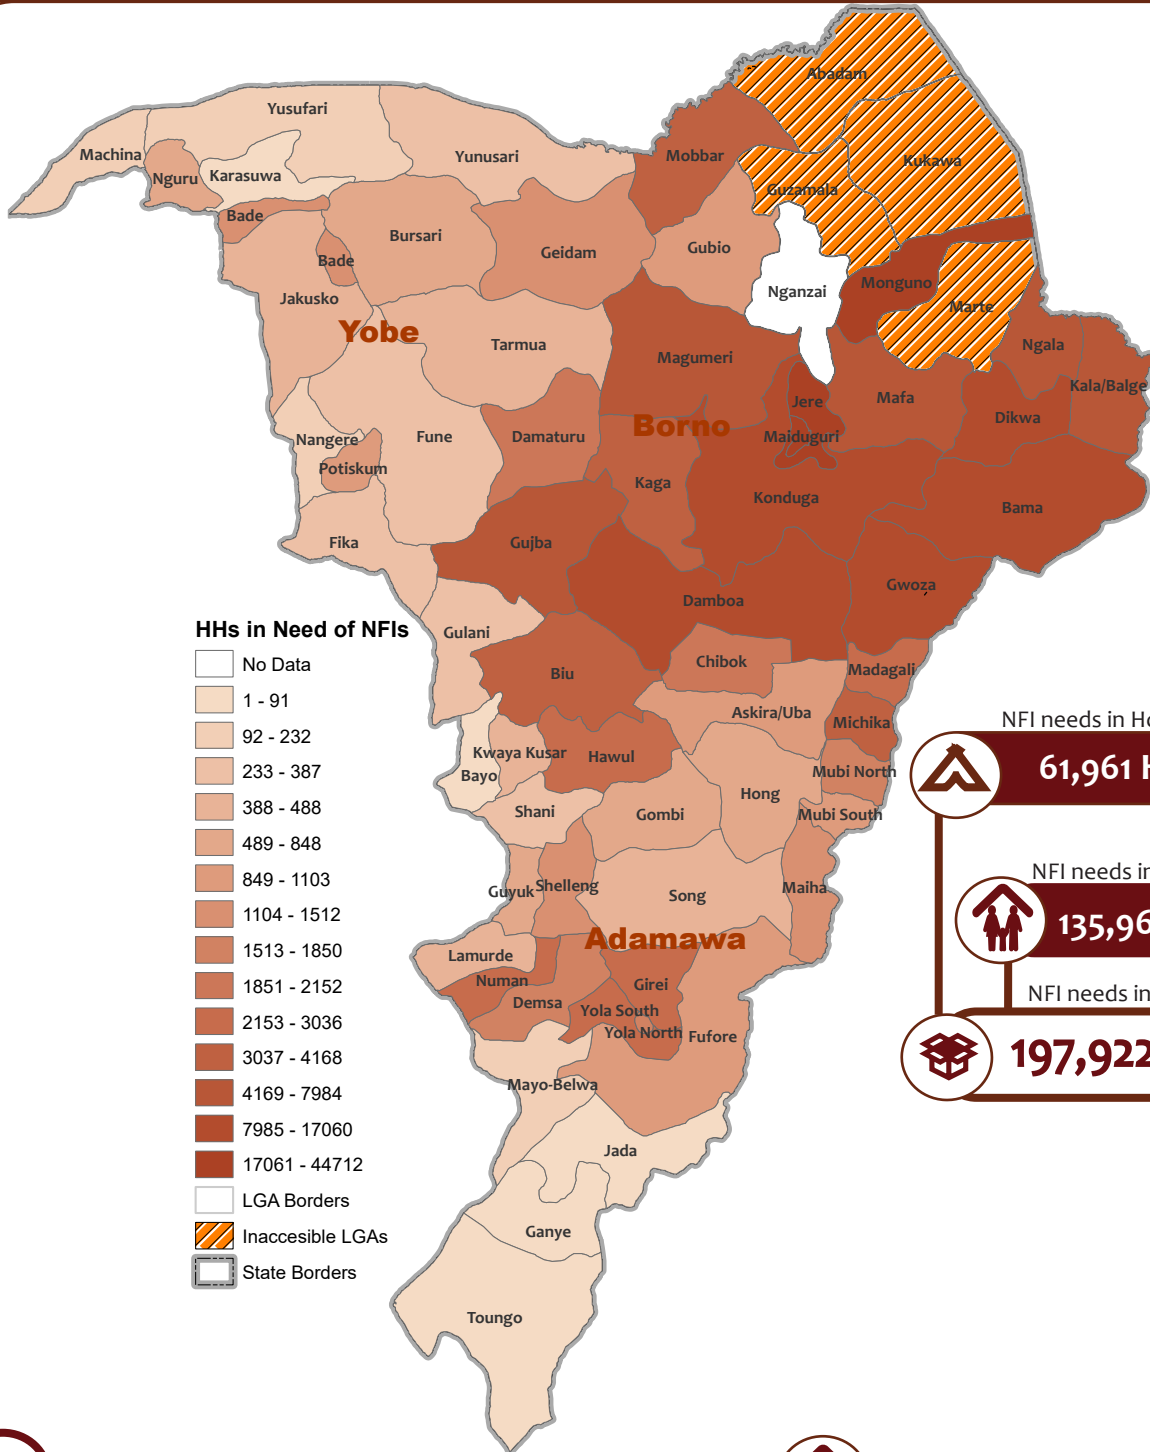 Abadam
Yusufari
Machina
Yunusari
Mobbar
Kukawa
Nguru
Karasuwa
Guzamala
Bade
Bursari
Gubio
Geidam
Bade
Monguno
Nganzai
Jakusko
Marte
Yobe
Tarmua
Ngala
Magumeri
Kala/Balge
Jere
Mafa
Dikwa
Borno
Nangere
Fune
Damaturu
Maiduguri
Potiskum
Kaga
Konduga
Bama
Fika
Gujba
Gwoza
Damboa
Gulani
Chibok
Madagali
Biu
Askira/Uba
Michika
Kwaya Kusar
Hawul
Bayo
Mubi North
Hong
Shani
Gombi
Mubi South
Guyuk
Shelleng
Song
Maiha
Adamawa
Lamurde
Numan
Girei
Demsa
Yola South
Yola North
Fufore
Mayo-Belwa
Jada
Ganye
Toungo
HHs in Need of NFIs
No Data
1 - 91
92 - 232
233 - 387
388 - 488
489 - 848
849 - 1103
1104 - 1512
1513 - 1850
1851 - 2152
2153 - 3036
3037 - 4168
4169 - 7984
7985 - 17060
17061 - 44712
LGA Borders
Inaccesible LGAs
State Borders
NFI needs in Ho
61,961 H
NFI needs in
135,96
NFI needs in
197,922